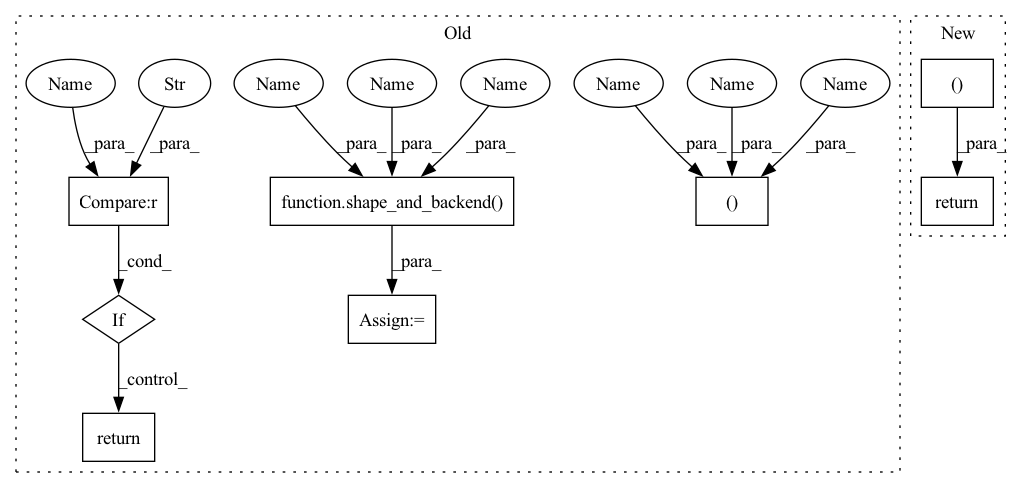 Old
New
Name
Str
Name
Name
Name
Name
Name
Name
()
_para_
_para_
_para_
_para_
_para_
_para_
_para_
_para_
_para_
Compare:r
function.shape_and_backend()
()
return
_cond_
_para_
If
Assign:=
_control_
return